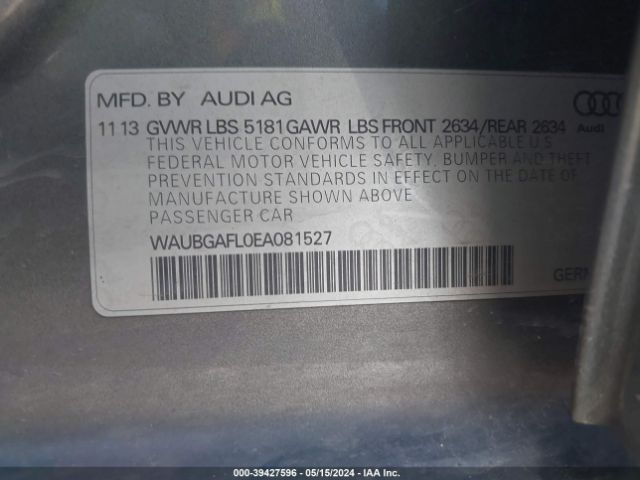 MFD. BY AUDI AG
11 13 GVWR LBS 5181 GAWR LBS FRONT 2634/REAR 2634
Audi
THIS VEHICLE CONFORMS TO ALL APPLICABLE U.S
FEDERAL MOTOR VEHICLE SAFETY, BUMPER AND THEFT
PREVENTION STANDARDS IN EFFECT ON THE DATE OF
MANUFACTURE SHOWN ABOVE
PASSENGER CAR
WAUBGAFL0EA081527
000-39427596 - 05/15/2024 - IAA Inc.